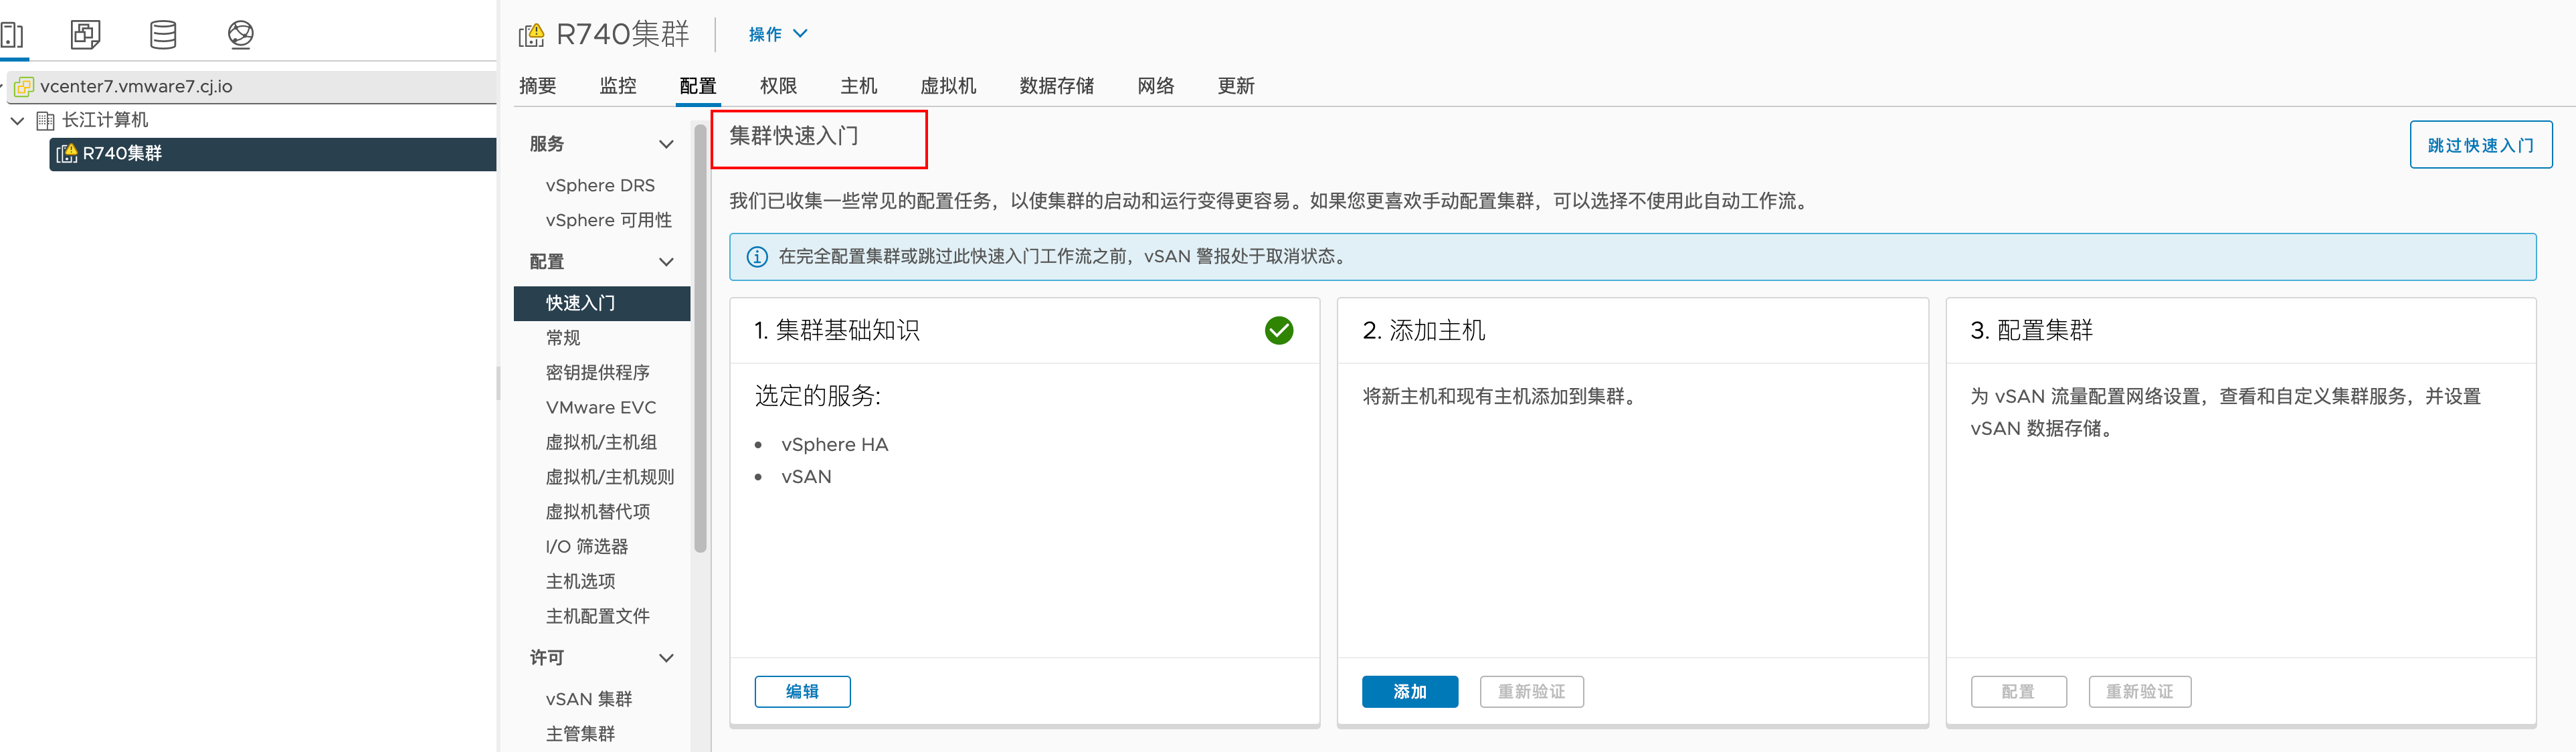 R740集群
操作
vcenter7.vmware7.cj.io
长江计算机
R740集群
摘要
监控
配置
权限
主机
虚拟机
数据存储
网络
更新
服务
vSphere DRS
vSphere 可用性
配置
快速入门
常规
密钥提供程序
VMware EVC
虚拟机/主机组
虚拟机/主机规则
虚拟机替代项
I/O 筛选器
主机选项
主机配置文件
许可
vSAN 集群
主管集群
集群快速入门
跳过快速入门
我们已收集一些常见的配置任务，以使集群的启动和运行变得更容易。如果您更喜欢手动配置集群，可以选择不使用此自动工作流。
在完全配置集群或跳过此快速入门工作流之前，vSAN 警报处于取消状态。
1. 集群基础知识
选定的服务:
• vSphere HA
• vSAN
编辑
2. 添加主机
将新主机和现有主机添加到集群。
添加
重新验证
3. 配置集群
为 vSAN 流量配置网络设置，查看和自定义集群服务，并设置
vSAN 数据存储。
配置
重新验证